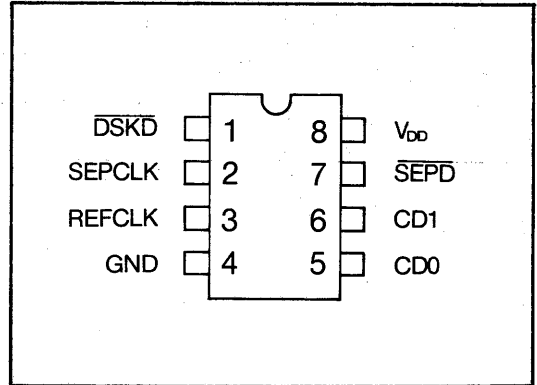 DSKD 1 8 VDD
SEPCLK 2 7 SEPD
REFCLK 3 6 CD1
GND 4 5 CD0